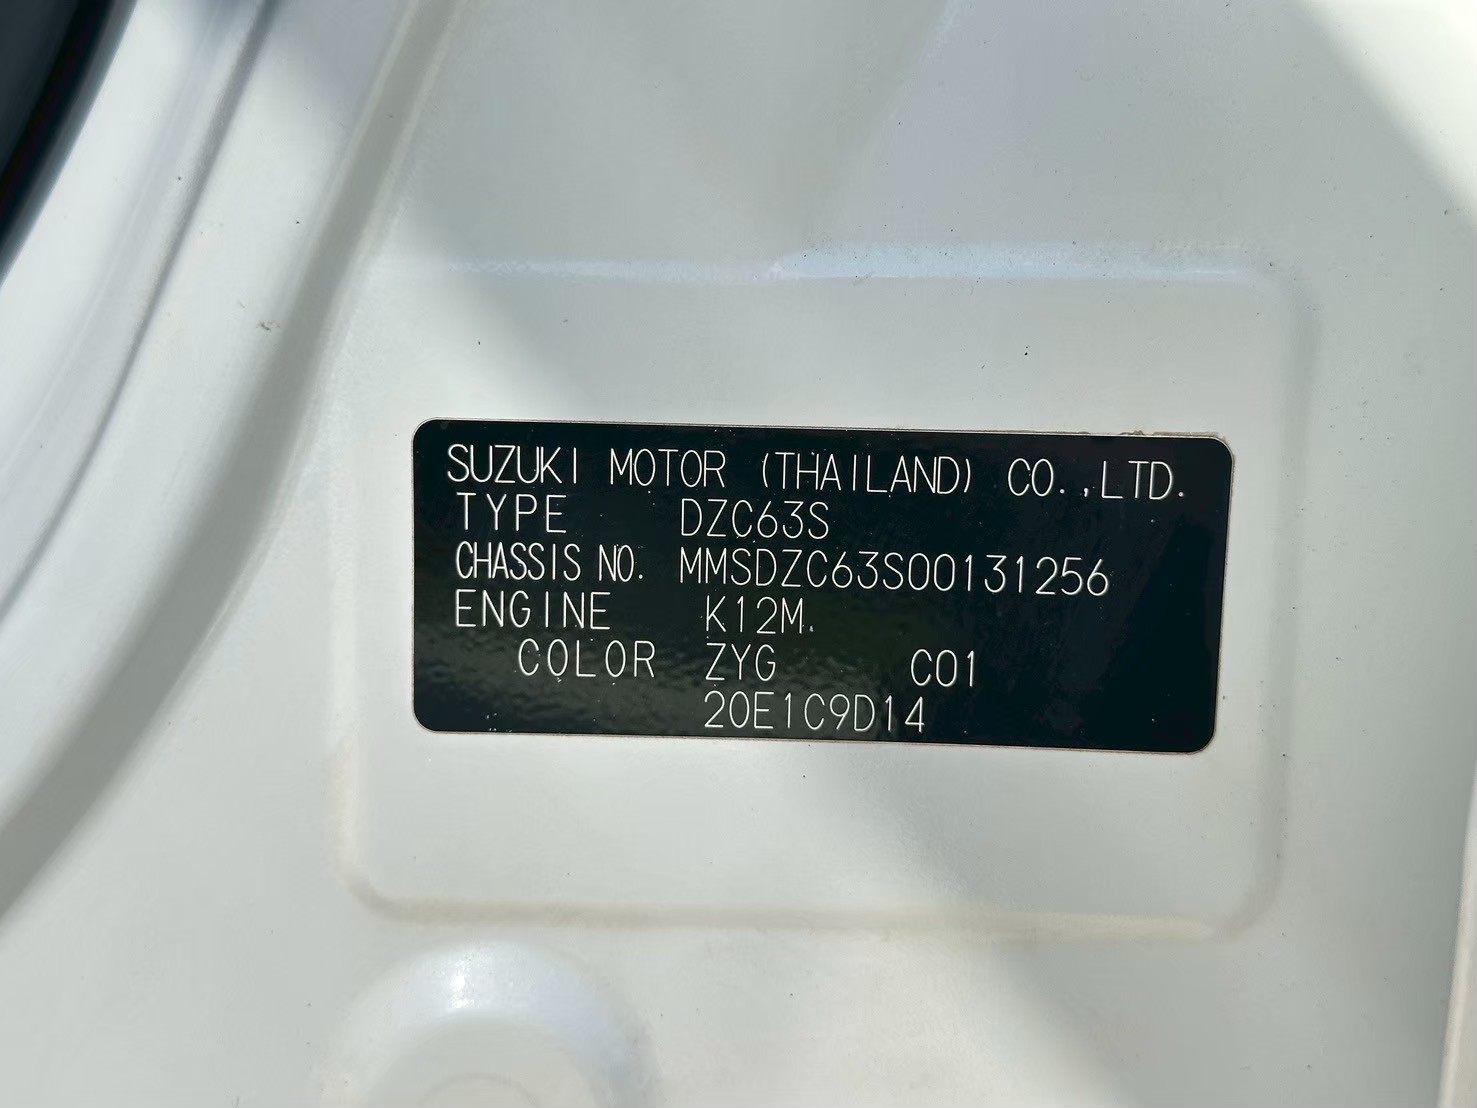 SUZUKI MOTOR (THAILAND) CO.,LTD.
TYPE DZC63S
CHASSIS NO. MMSDZC63S00131256
ENGINE K12M
COLOR ZYG C01
20E1C9D14